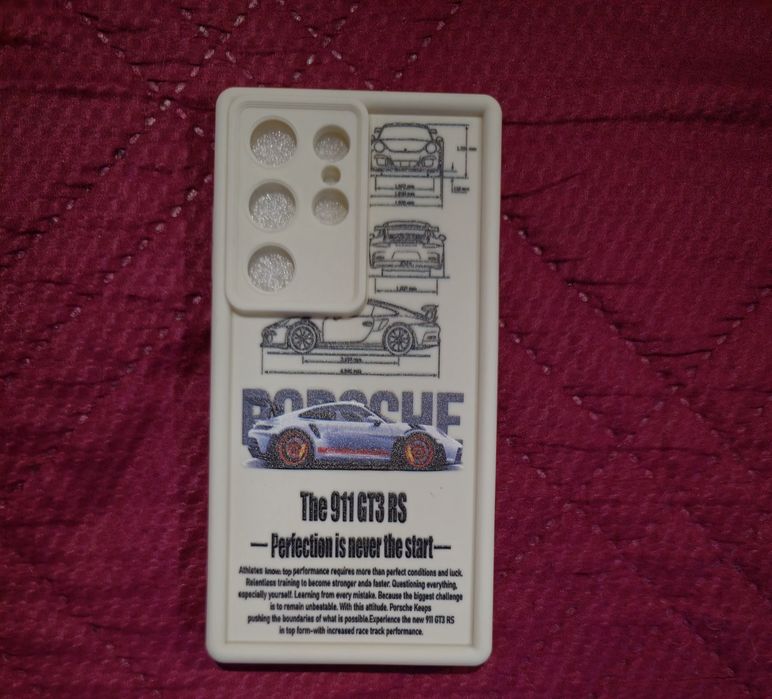 PORSCHE
The 911 GT3 RS
— Perfection is never the start —
Athletes know: top performance requires more than perfect conditions and luck.
Relentless training to become stronger ands faster. Questioning everything,
especially yourself. Learning from every mistake. Because the biggest challenge
is to remain unbeatable. With this attitude. Porsche Keeps
pushing the boundaries of what is possible.Experience the new 911 GT3 RS
in top form-with increased race track performance.